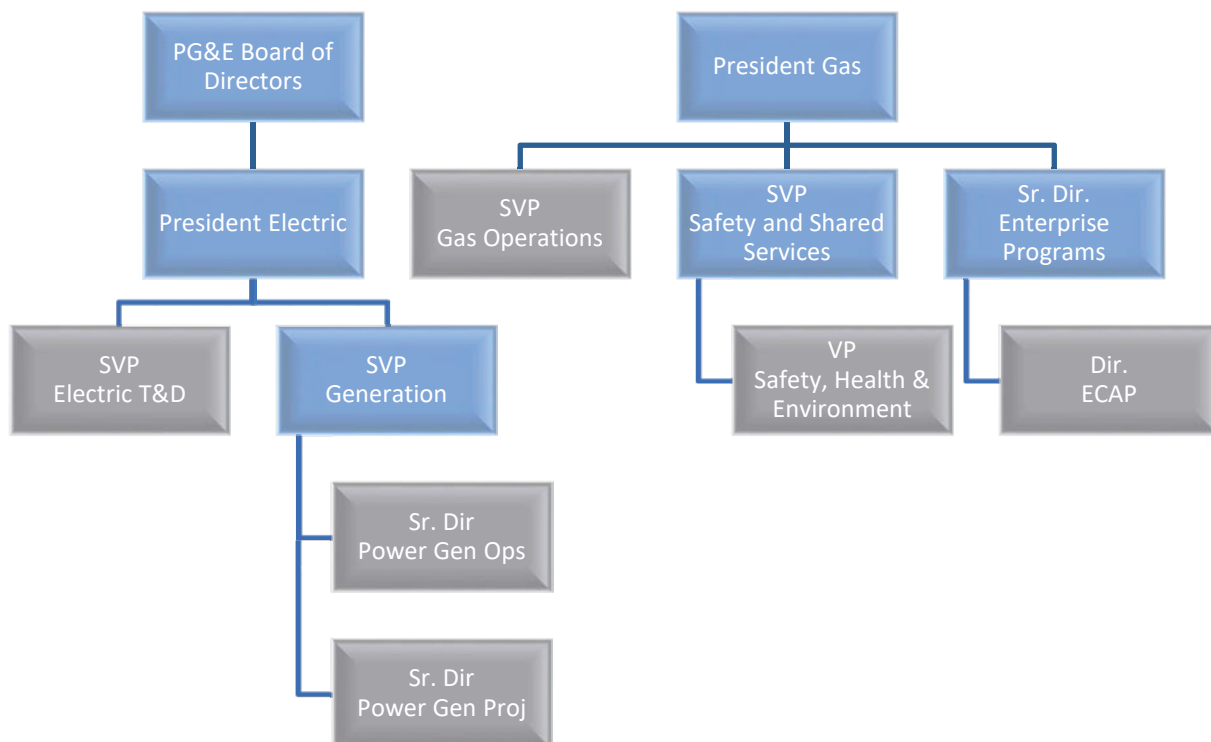 PG&E Board of
Directors
President Gas
President Electric
SVP
Gas Operations
SVP
Safety and Shared
Services
Sr. Dir.
Enterprise
Programs
SVP
Electric T&D
SVP
Generation
VP
Safety, Health &
Environment
Dir.
ECAP
Sr. Dir
Power Gen Ops
Sr. Dir
Power Gen Proj